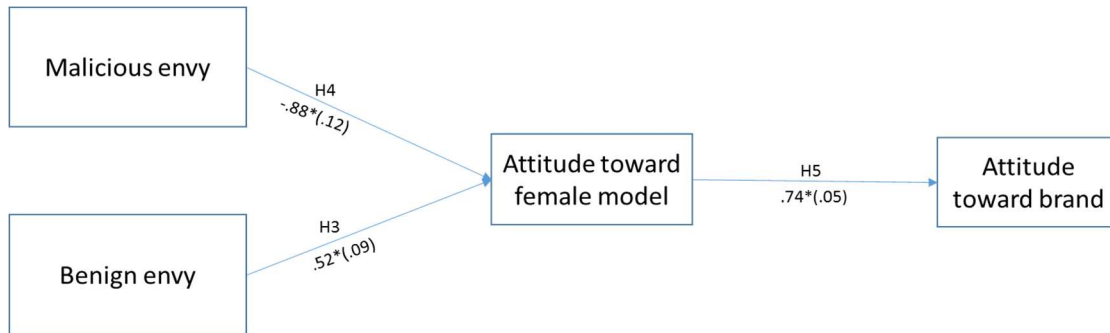 Malicious envy
H4
-.88*(.12)
Attitude toward
female model
H5
.74*(.05)
Attitude
toward brand
H3
.52*(.09)
Benign envy